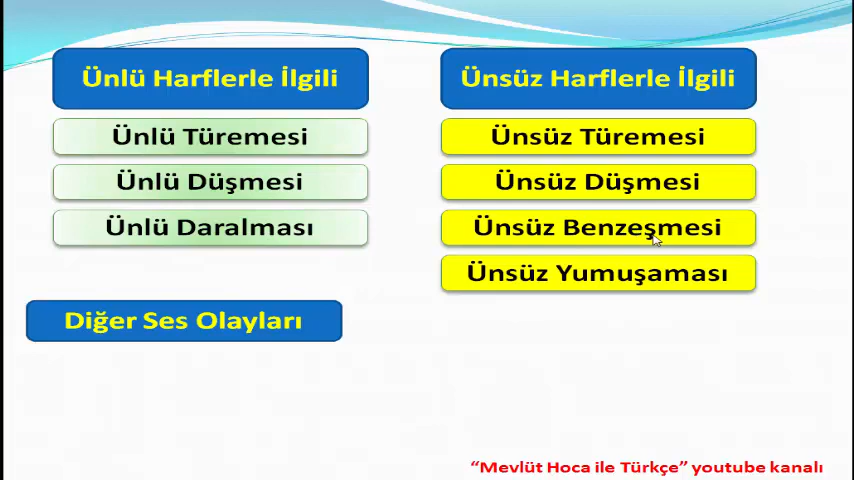 Ünlü Harflerle İlgili
Ünlü Türemesi
Ünlü Düşmesi
Ünlü Daralması
Ünsüz Harflerle İlgili
Ünsüz Türemesi
Ünsüz Düşmesi
Ünsüz Benzeşmesi
Ünsüz Yumuşaması
Diğer Ses Olayları
“Mevlüt Hoca ile Türkçe” youtube kanalı